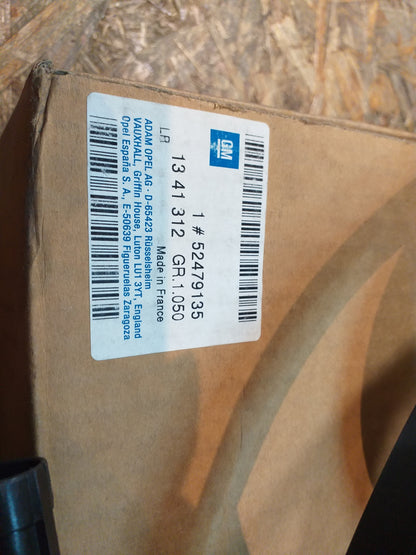 GM
1 # 52479135
13 41 312 GR.1.050
LR Made in France
ADAM OPEL AG · D-65423 Rüsselsheim
VAUXHALL, Griffin House, Luton LU1 3YT, England
Opel España S. A., E-50639 Figueruelas Zaragoza